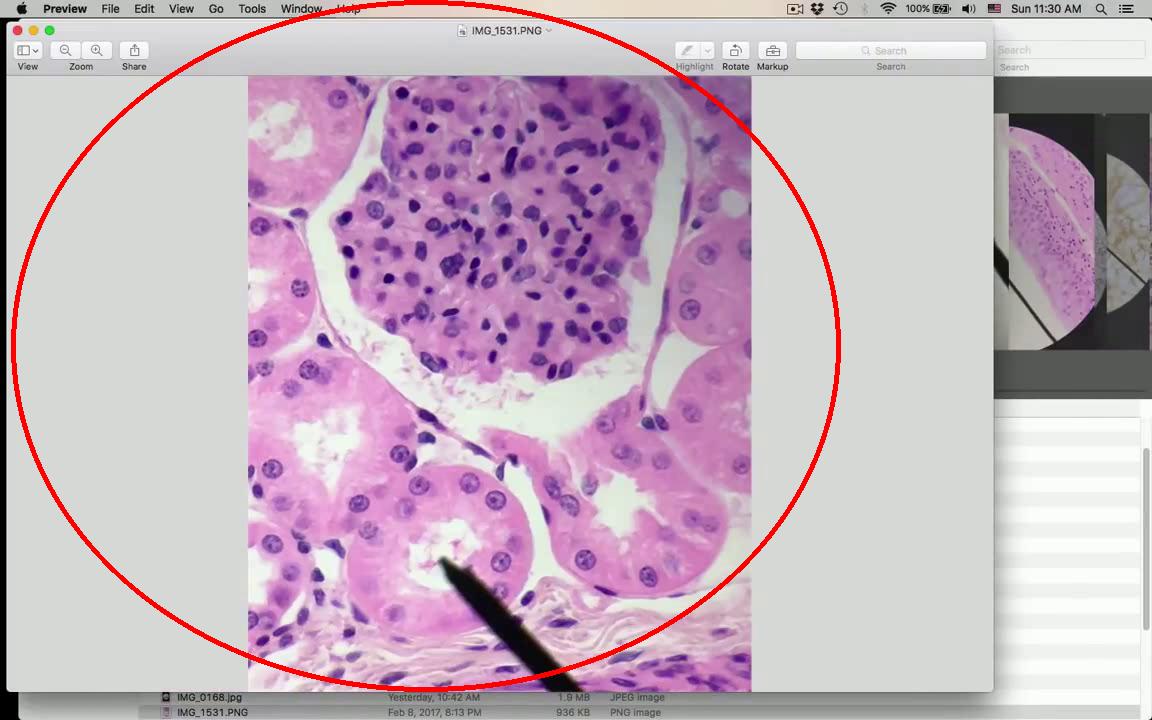 Preview File Edit View Go Tools Window Help 100% Sun 11:30 AM
IMG_1531.PNG
Search
Search
View Zoom Share Highlight Rotate Markup Search
Search
IMG_0168.jpg Yesterday, 10:42 AM 1.9 MB JPEG image
IMG_1531.PNG Feb 8, 2017, 8:13 PM 936 KB PNG image